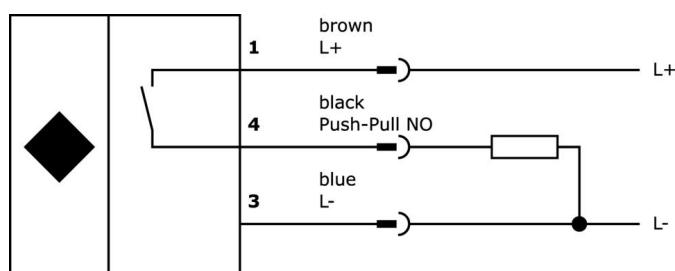 brown
1 L+
L+
black
4 Push-Pull NO
blue
3 L-
L-